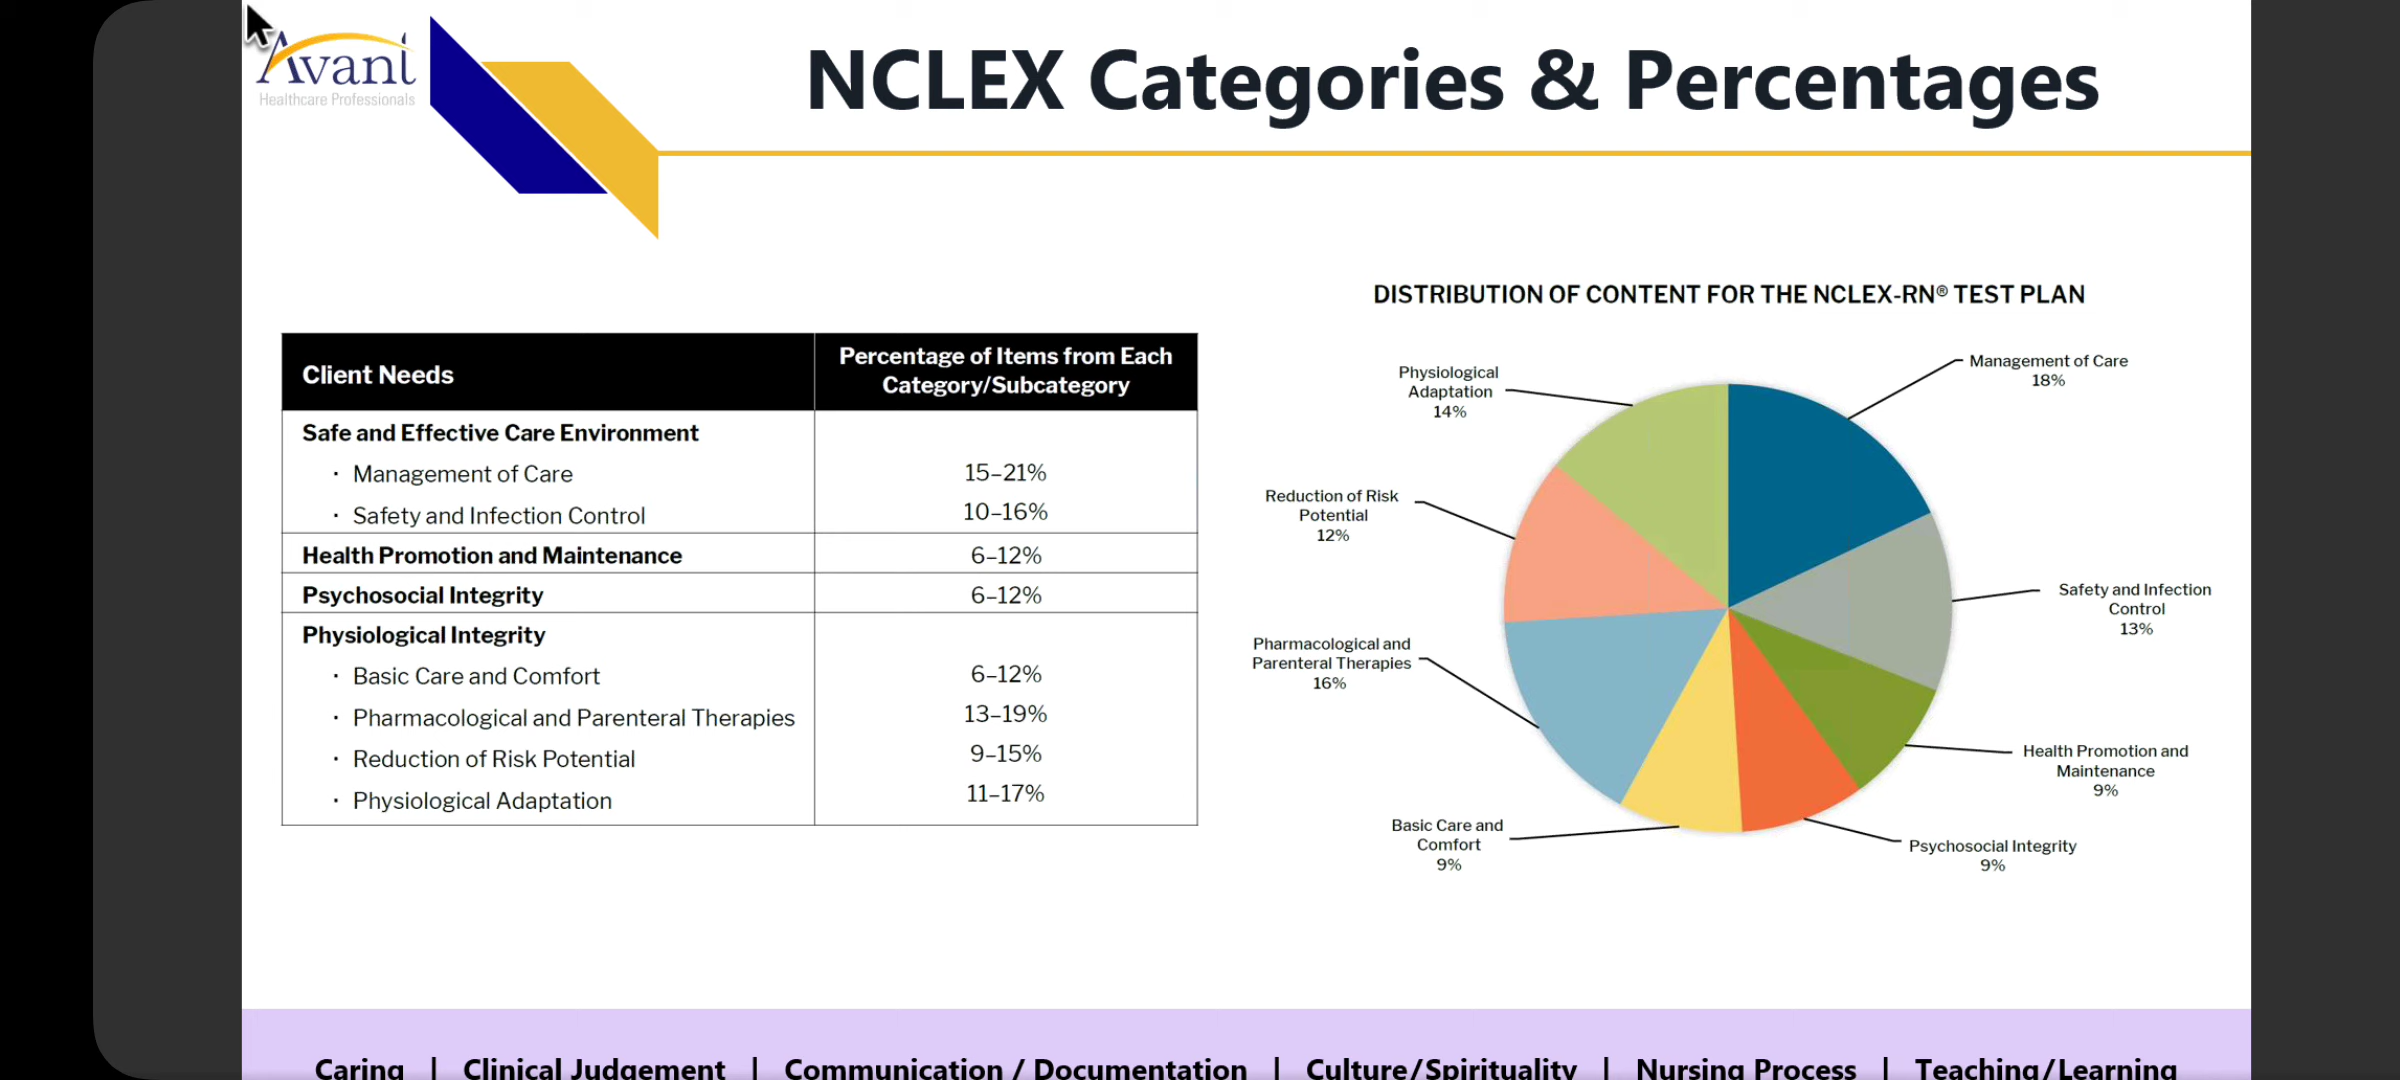 Avant
Healthcare Professionals
NCLEX Categories & Percentages
Client Needs
Percentage of Items from Each
Category/Subcategory
Safe and Effective Care Environment
· Management of Care
15–21%
· Safety and Infection Control
10–16%
Health Promotion and Maintenance
6–12%
Psychosocial Integrity
6–12%
Physiological Integrity
· Basic Care and Comfort
6–12%
· Pharmacological and Parenteral Therapies
13–19%
· Reduction of Risk Potential
9–15%
· Physiological Adaptation
11–17%
DISTRIBUTION OF CONTENT FOR THE NCLEX-RN® TEST PLAN
Management of Care
18%
Safety and Infection
Control
13%
Health Promotion and
Maintenance
9%
Psychosocial Integrity
9%
Basic Care and
Comfort
9%
Pharmacological and
Parenteral Therapies
16%
Reduction of Risk
Potential
12%
Physiological
Adaptation
14%
Caring | Clinical Judgement | Communication / Documentation | Culture/Spirituality | Nursing Process | Teaching/Learning